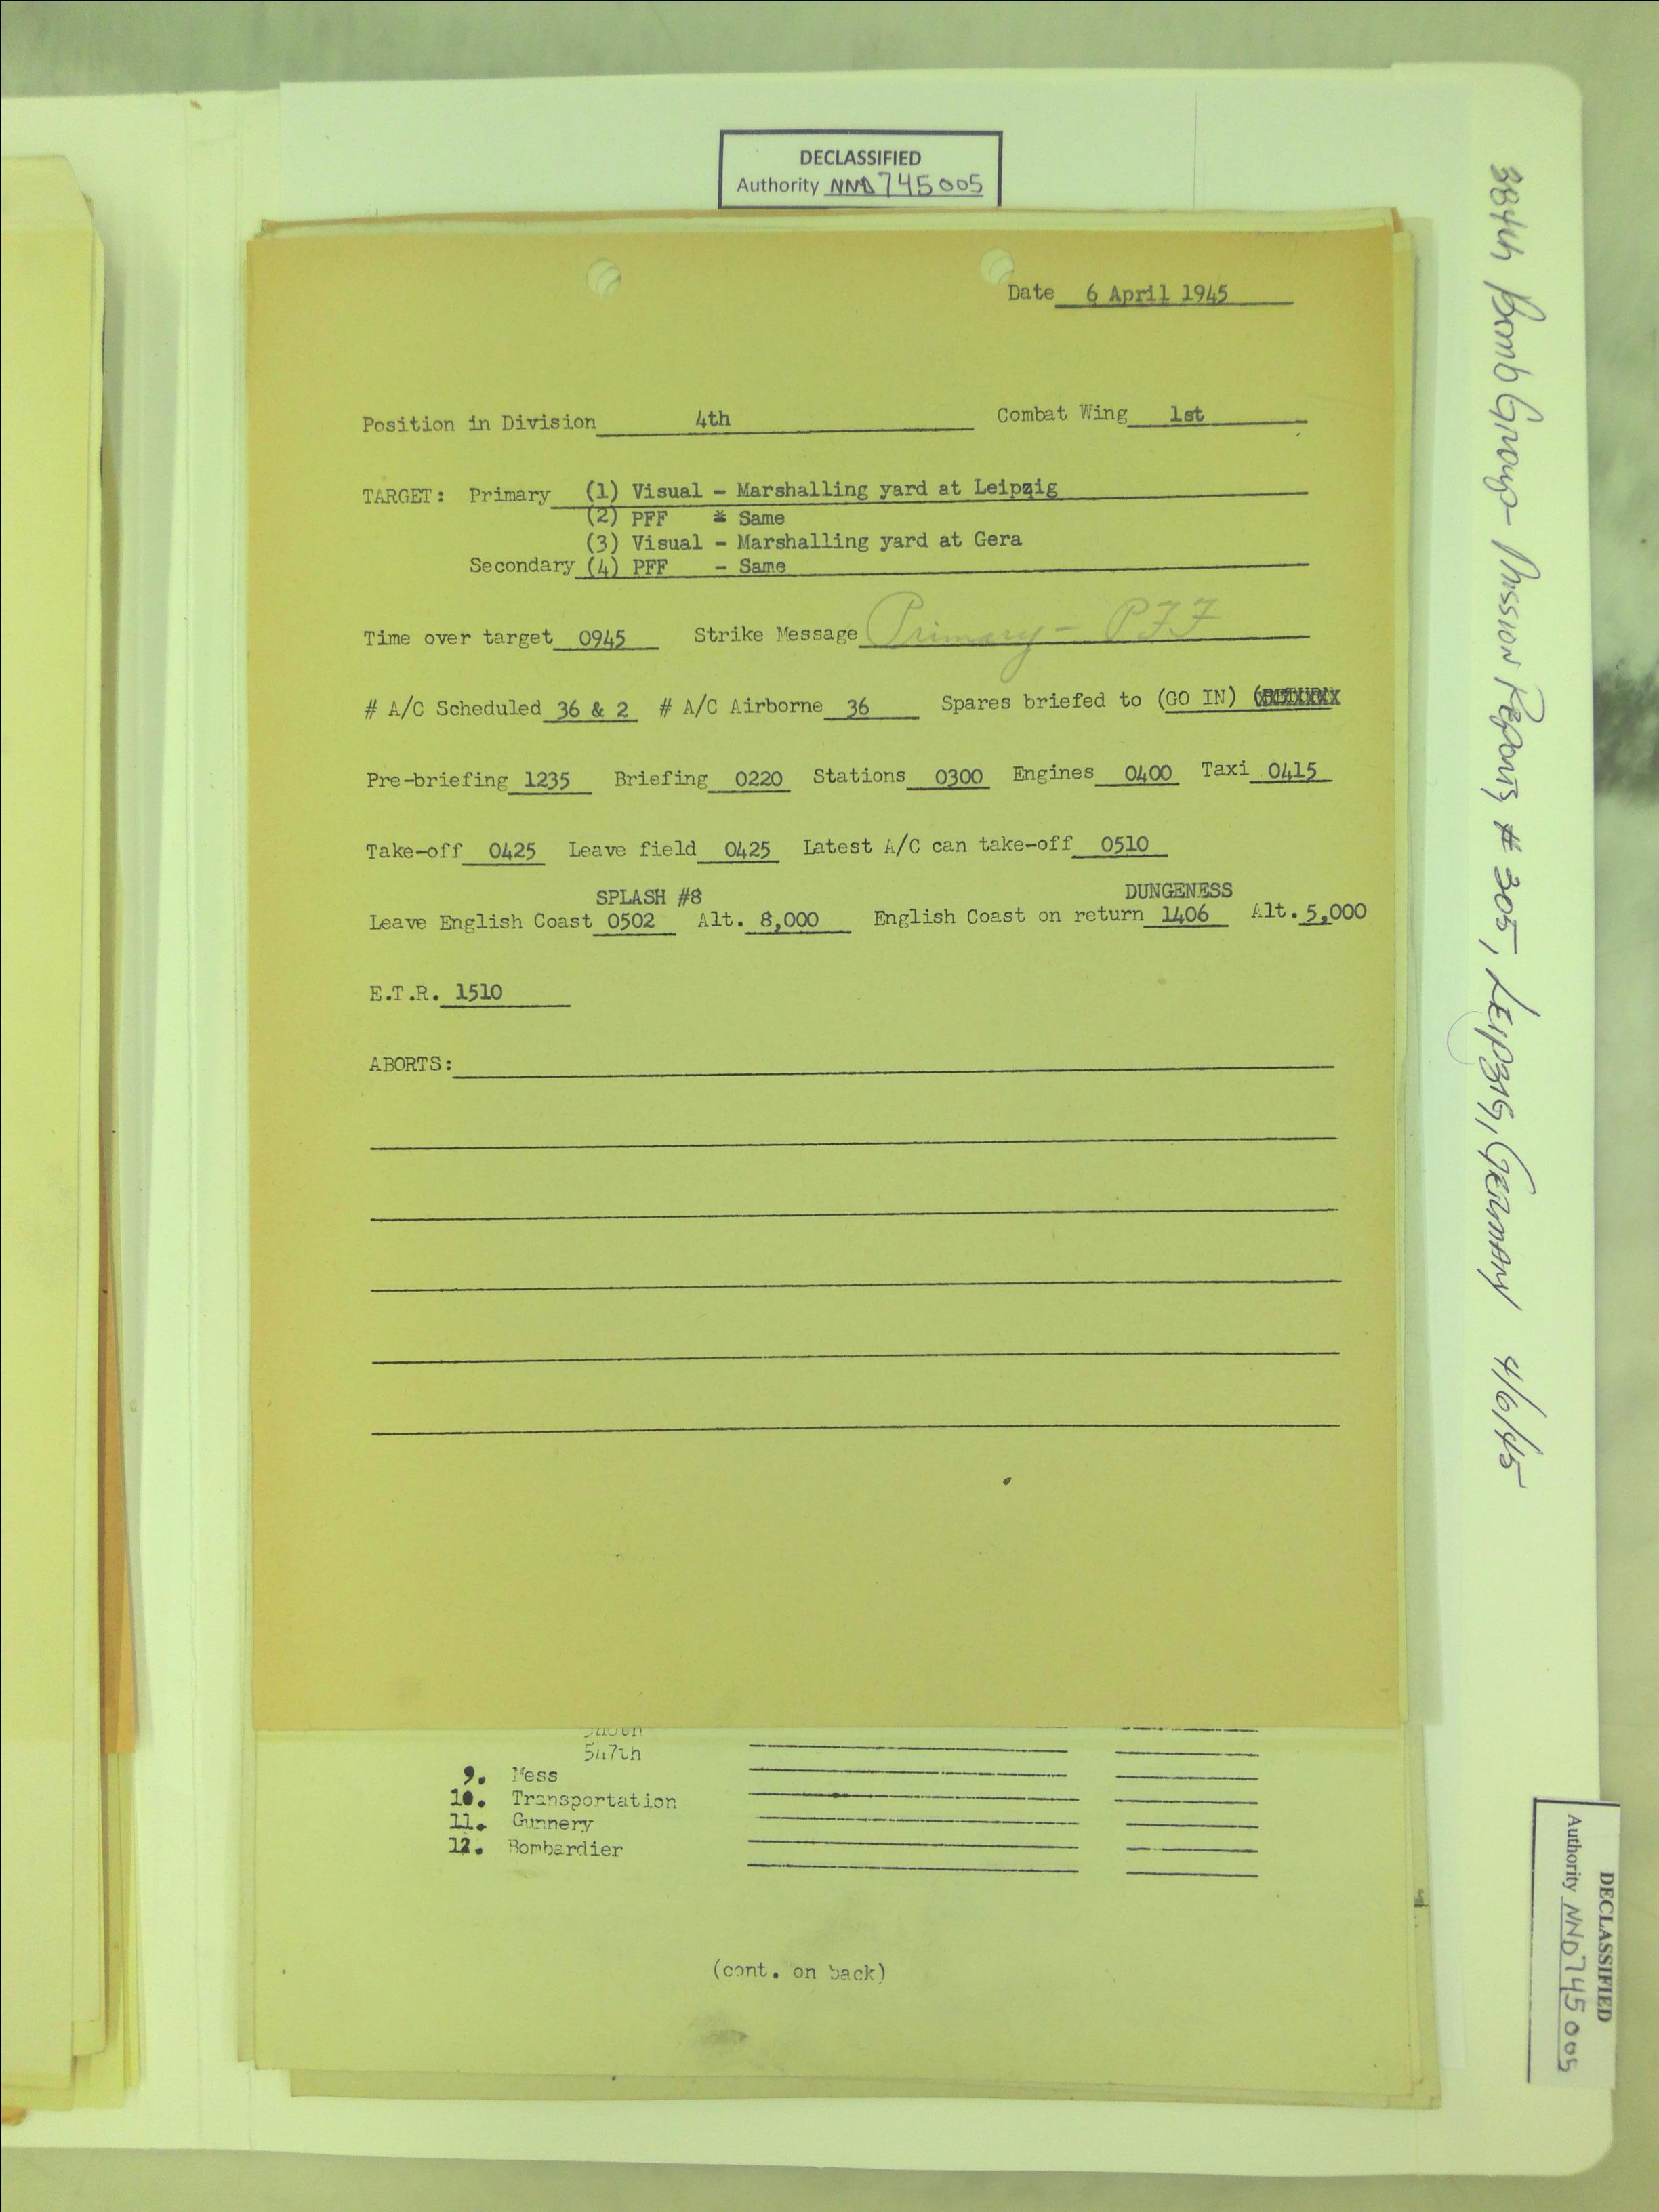 DECLASSIFIED
Authority NND 745005
Date 6 April 1945
Position in Division 4th Combat Wing 1st
TARGET: Primary (1) Visual - Marshalling yard at Leipzig
(2) PFF * Same
(3) Visual - Marshalling yard at Gera
Secondary (4) PFF - Same
Time over target 0945 Strike Message Primary - PFF
# A/C Scheduled 36 & 2 # A/C Airborne 36 Spares briefed to (GO IN)
Pre-briefing 1235 Briefing 0220 Stations 0300 Engines 0400 Taxi 0415
Take-off 0425 Leave field 0425 Latest A/C can take-off 0510
SPLASH #8 DUNGENESS
Leave English Coast 0502 Alt. 8,000 English Coast on return 1406 Alt. 5,000
E.T.R. 1510
ABORTS:
547th
9. Mess
10. Transportation
11. Gunnery
12. Bombardier
(cont. on back)
384th Bomb Group - Mission Reports # 305, Leipzig, Germany 4/6/45
DECLASSIFIED
Authority NND 745005